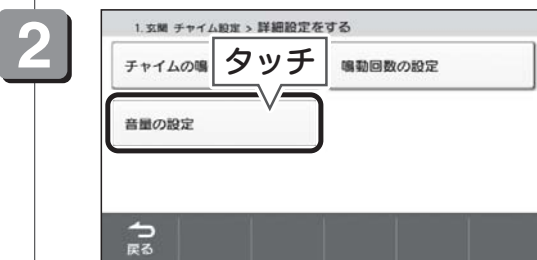 2
1.玄関 チャイム設定 > 詳細設定をする
チャイムの鳴
タッチ
鳴動回数の設定
音量の設定
戻る